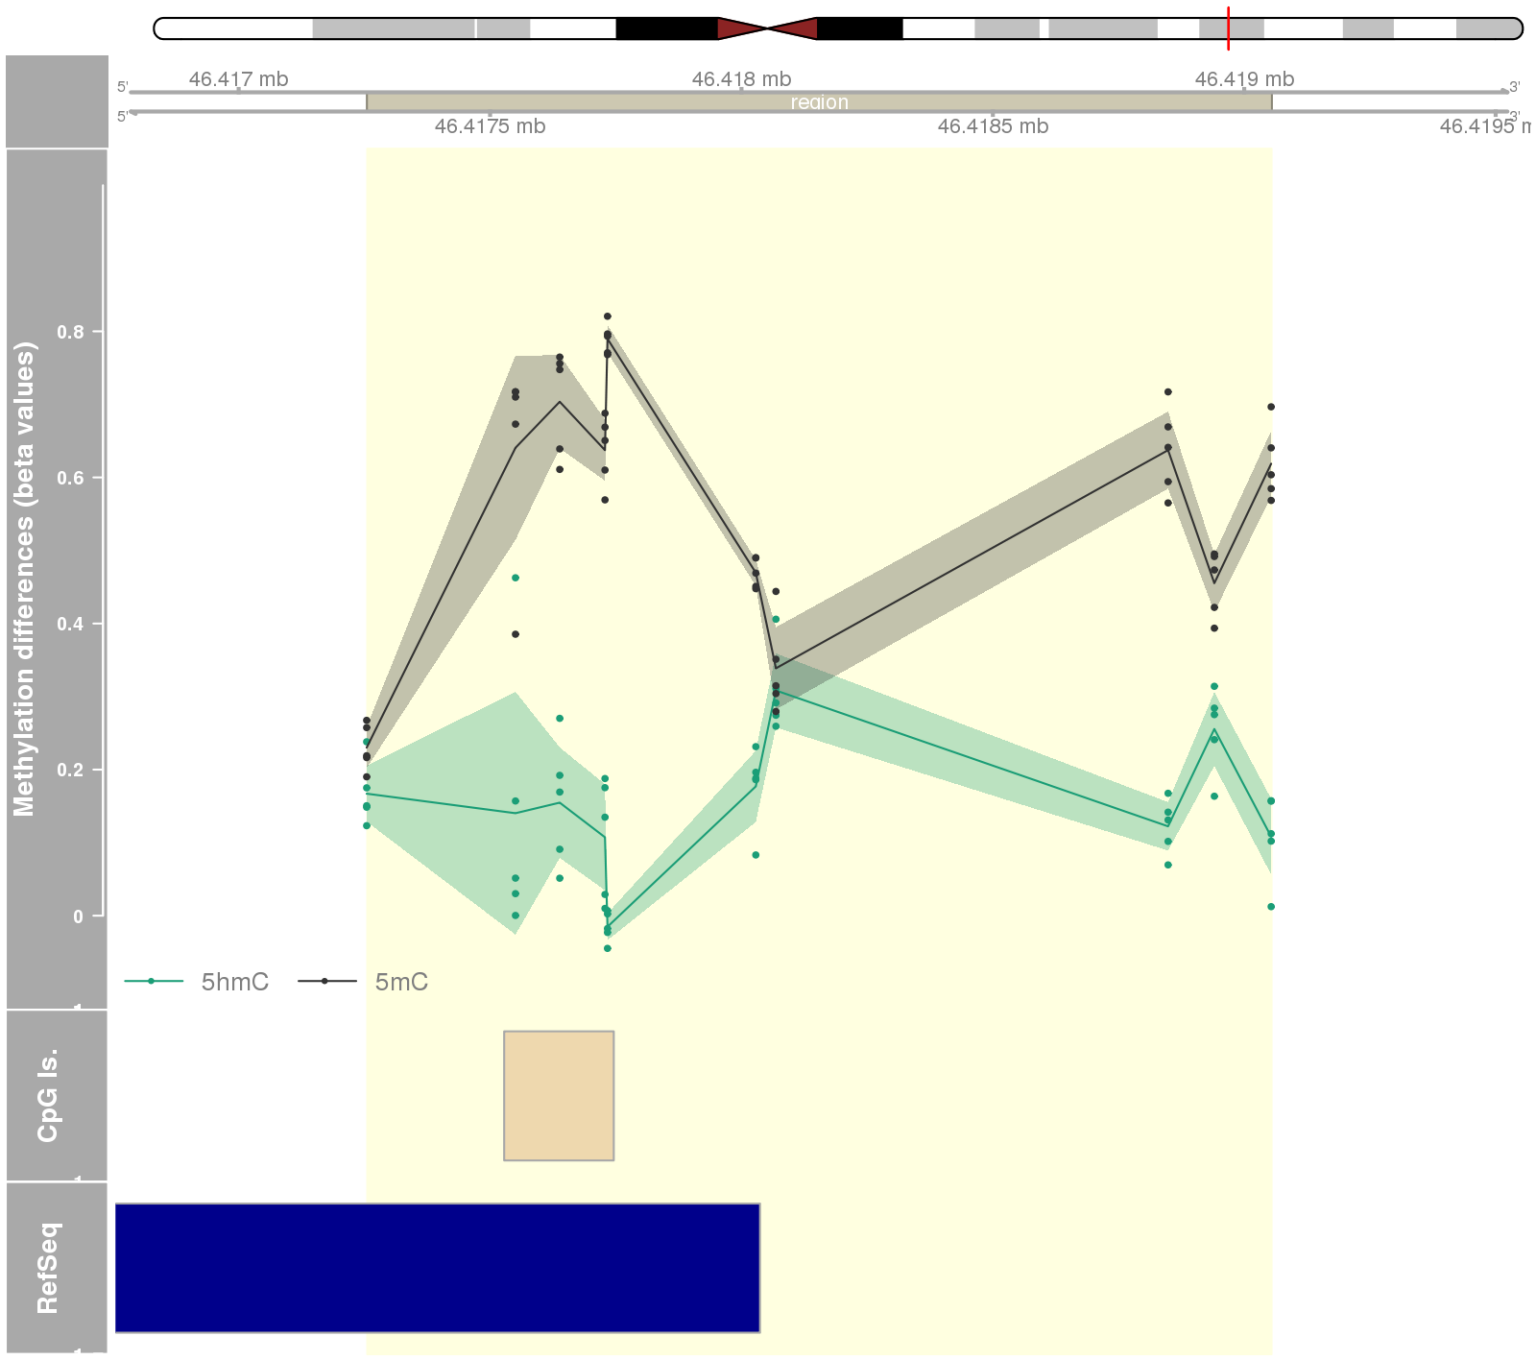 46.417 mb 46.418 mb 46.419 mb
5' 3'
region
5' 3'
46.4175 mb 46.4185 mb 46.4195 m
Methylation differences (beta values)
0.8
0.6
0.4
0.2
0
5hmC 5mC
CpG Is.
RefSeq